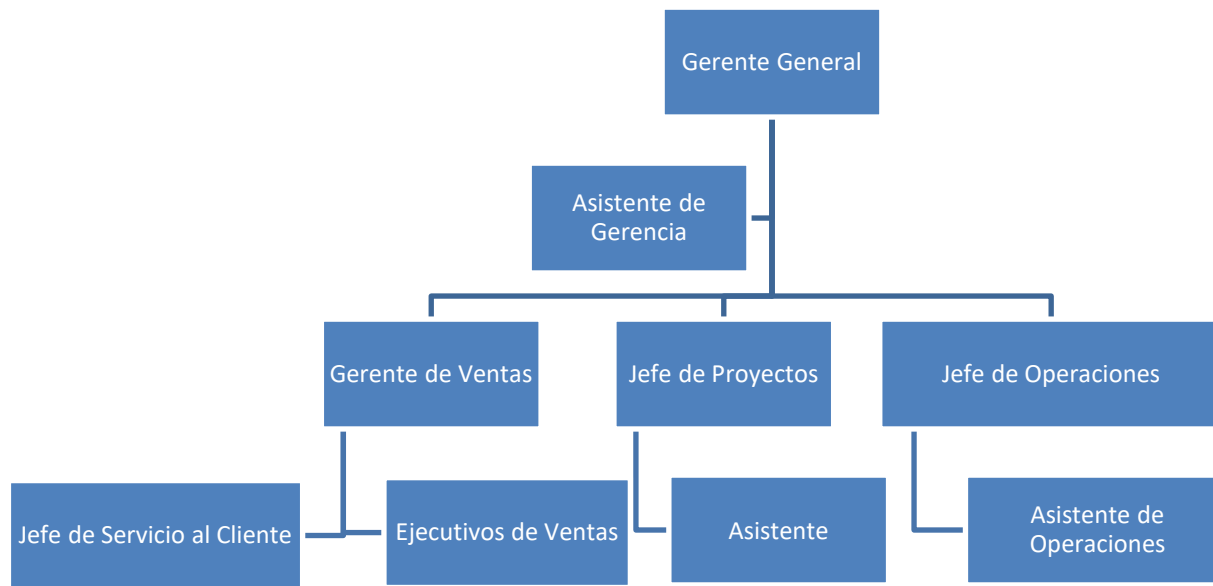 Gerente General
Asistente de
Gerencia
Gerente de Ventas
Jefe de Proyectos
Jefe de Operaciones
Jefe de Servicio al Cliente
Ejecutivos de Ventas
Asistente
Asistente de
Operaciones